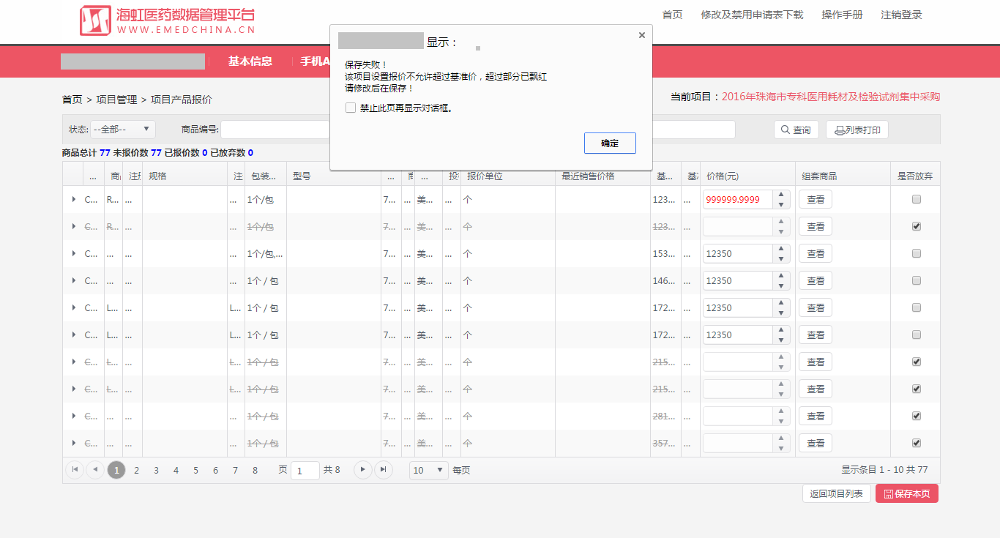 海虹医药数据管理平台
WWW.EMEDCHINA.CN
首页 修改及禁用申请表下载 操作手册 注销登录
显示：
×
基本信息 手机A
保存失败！
该项目设置报价不允许超过基准价，超过部分已飘红
请修改后在保存！
禁止此页再显示对话框。
确定
首页 > 项目管理 > 项目产品报价
当前项目：2016年珠海市专科医用耗材及检验试剂集中采购
状态: --全部-- 商品编号: 查询 列表打印
商品总计 77 未报价数 77 已报价数 0 已放弃数 0
... 商 注册 规格 注 包装... 型号 ... 商 ... 投 报价单位 最近销售价格 基... 基准 价格(元) 组套商品 是否放弃
C... R... ... ... 1个/包 7... ... 美... ... 个 123... ... 999999.9999 查看
C... R... ... ... 1个/包 7... ... 美... ... 个 123... ... 查看
C... ... ... ... 1个/包,... 7... ... 美... ... 个 153... ... 12350 查看
C... ... ... ... 1个 / 包 7... ... 美... ... 个 146... ... 12350 查看
C... L... ... L... 1个 / 包 7... ... 美... ... 个 172... ... 12350 查看
C... L... ... L... 1个 / 包 7... ... 美... ... 个 172... ... 12350 查看
C... L... ... L... 1个 / 包 7... ... 美... ... 个 215... ... 查看
C... L... ... L... 1个 / 包 7... ... 美... ... 个 215... ... 查看
C... ... ... ... 1个 / 包 7... ... 美... ... 个 281... ... 查看
C... ... ... ... 1个 / 包 7... ... 美... ... 个 357... ... 查看
1 2 3 4 5 6 7 8 页 1 共 8 10 每页 显示条目 1 - 10 共 77
返回项目列表 保存本页